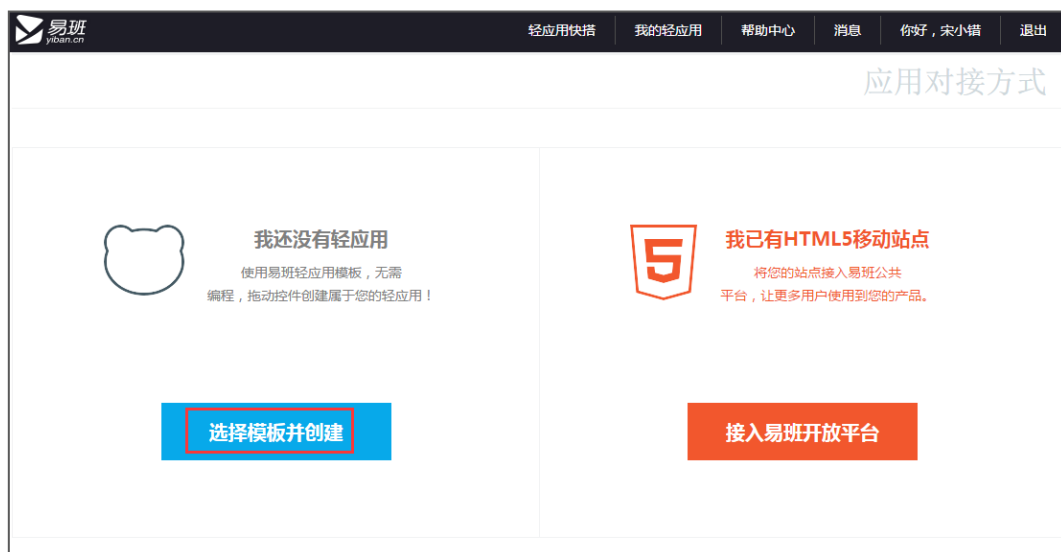 易班
yiban.cn
轻应用快搭 我的轻应用 帮助中心 消息 你好，宋小错 退出
应用对接方式
我还没有轻应用
使用易班轻应用模板，无需
编程，拖动控件创建属于您的轻应用！
选择模板并创建
5
我已有HTML5移动站点
将您的站点接入易班公共
平台，让更多用户使用到您的产品。
接入易班开放平台